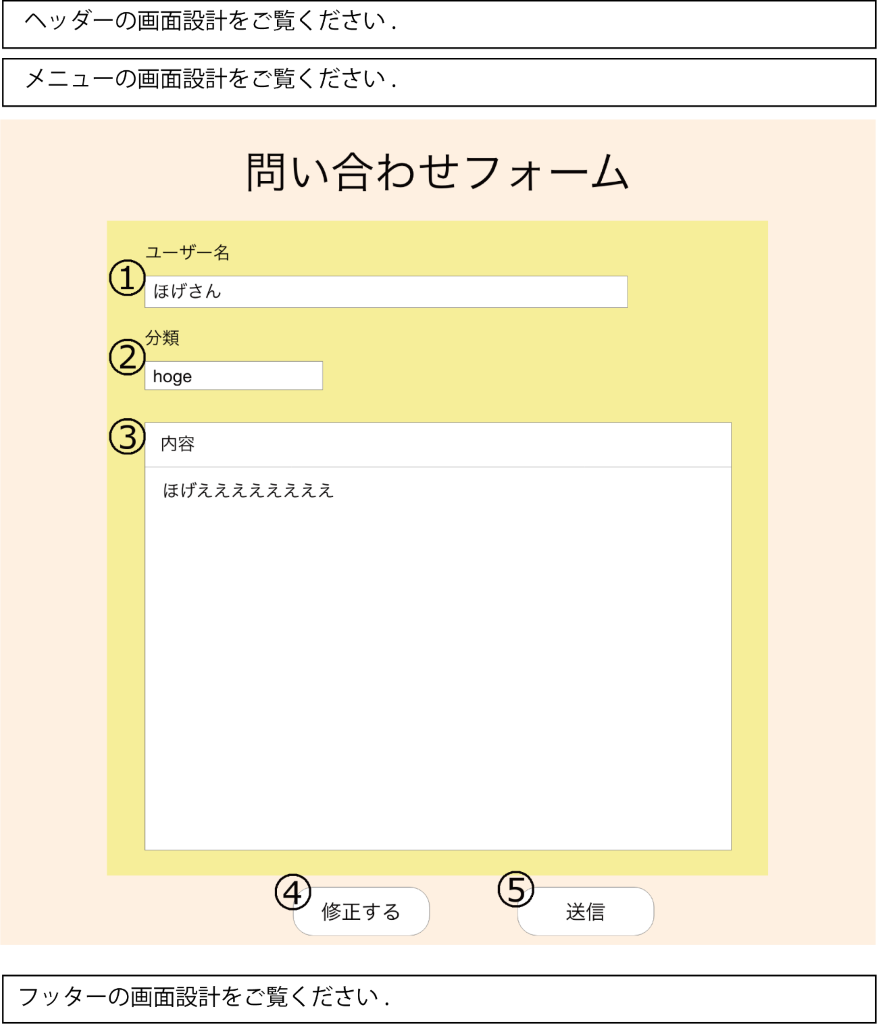 ヘッダーの画面設計をご覧ください.
メニューの画面設計をご覧ください.
問い合わせフォーム
ユーザー名
①
ほげさん
分類
②
hoge
③
内容
ほげええええええええ
④
修正する
⑤
送信
フッターの画面設計をご覧ください.